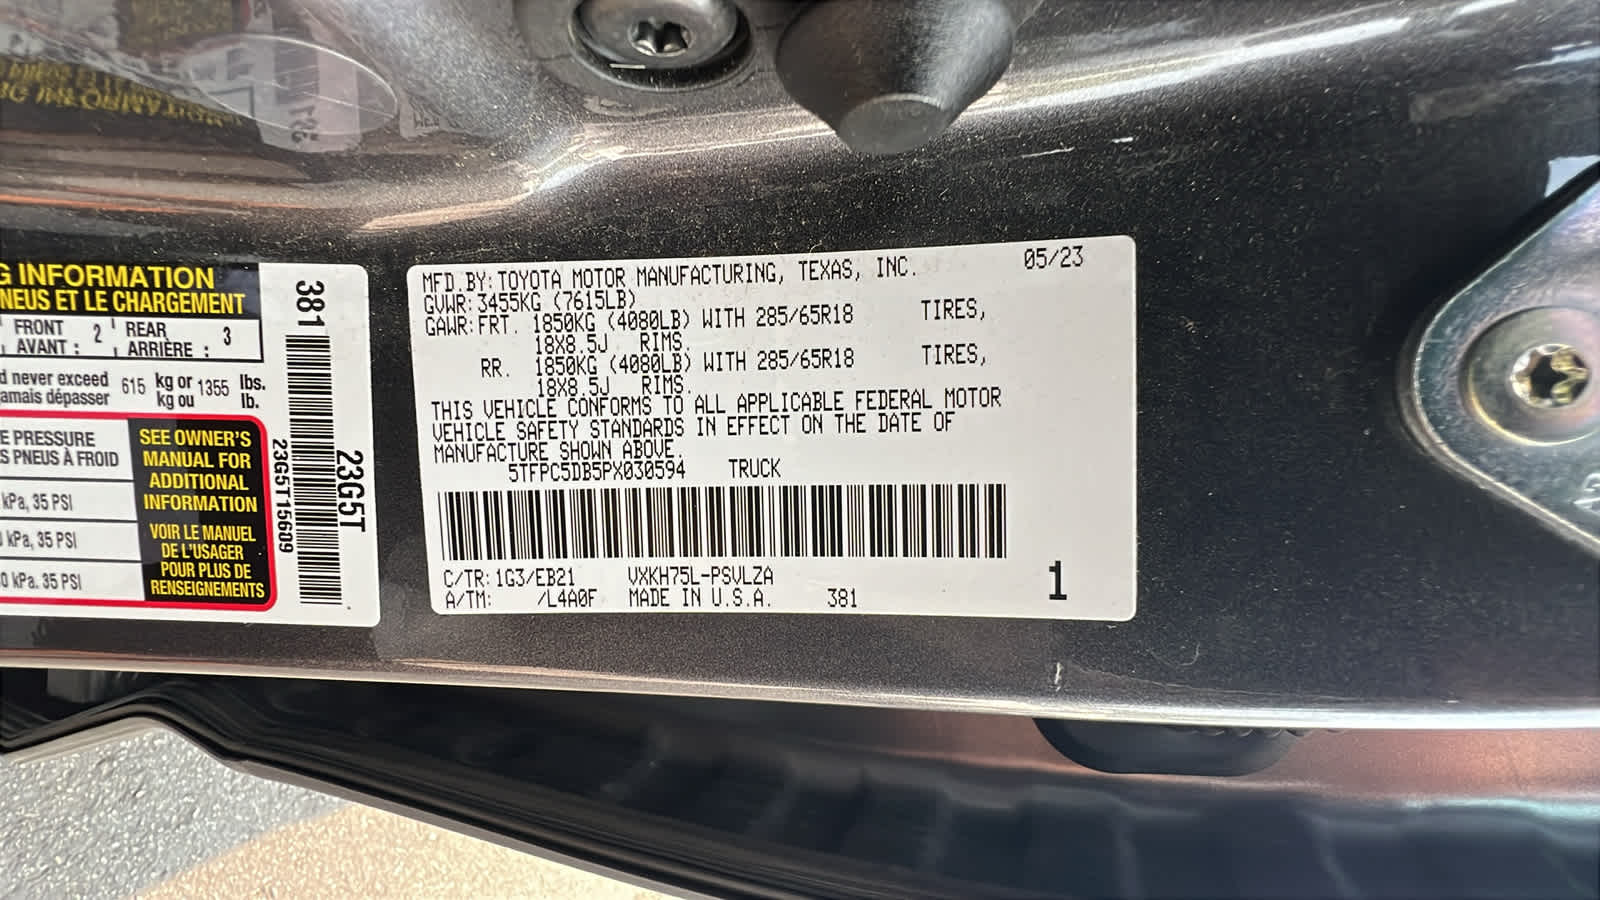 G INFORMATION
PNEUS ET LE CHARGEMENT
FRONT 2 REAR 3
AVANT : ARRIÈRE :
d never exceed 615 kg or 1355 lbs.
amais dépasser kg ou lb.
E PRESSURE
S PNEUS À FROID
kPa, 35 PSI
kPa, 35 PSI
0 kPa. 35 PSI
SEE OWNER'S
MANUAL FOR
ADDITIONAL
INFORMATION
VOIR LE MANUEL
DE L'USAGER
POUR PLUS DE
RENSEIGNEMENTS
381
23G5T
23G5T15609
MFD.BY: TOYOTA MOTOR MANUFACTURING, TEXAS, INC. 05/23
GVWR: 3455KG (7615LB)
GAWR: FRT. 1850KG (4080LB) WITH 285/65R18 TIRES,
18X8.5J RIMS.
RR. 1850KG (4080LB) WITH 285/65R18 TIRES,
18X8.5J RIMS.
THIS VEHICLE CONFORMS TO ALL APPLICABLE FEDERAL MOTOR
VEHICLE SAFETY STANDARDS IN EFFECT ON THE DATE OF
MANUFACTURE SHOWN ABOVE.
5TFPC5DB5PX030594 TRUCK
C/TR: 1G3/EB21 VXKH75L-PSVLZA
A/TM: /L4A0F MADE IN U.S.A. 381
1